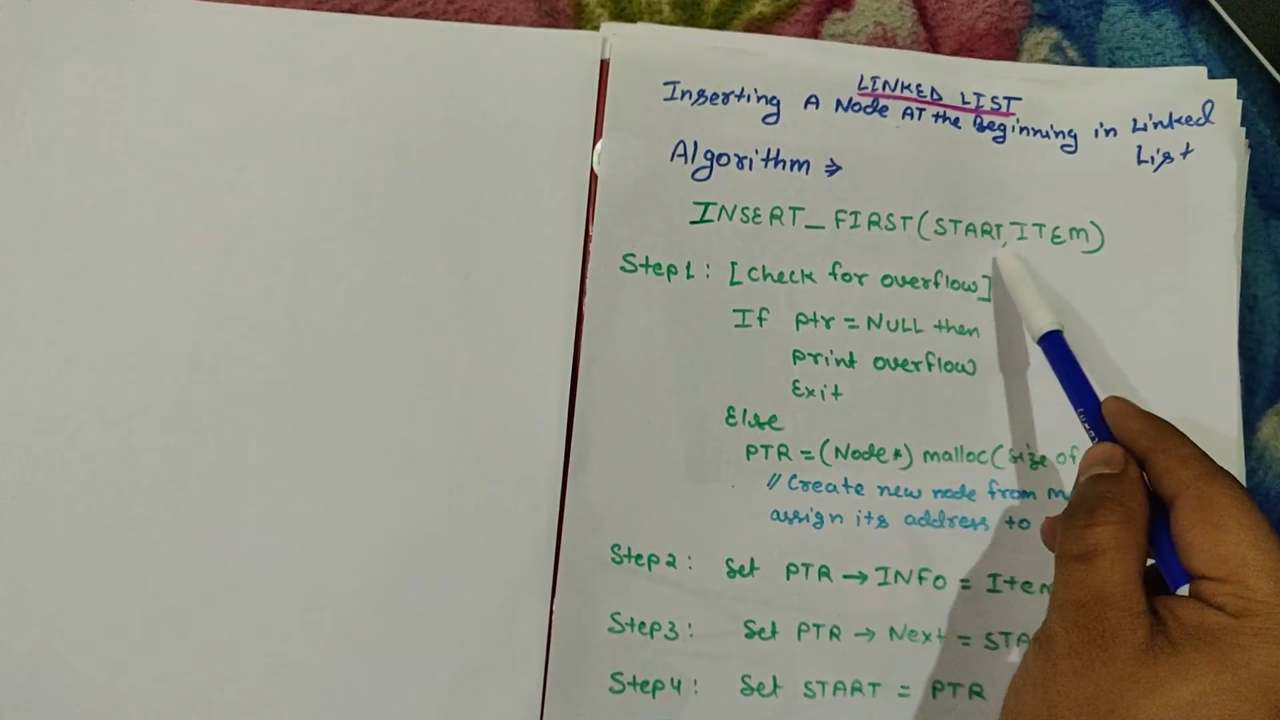 LINKED LIST
Inserting A Node AT the Beginning in Linked
List
Algorithm ⇒
INSERT_FIRST(START,ITEM)
Step1: [Check for overflow]
If ptr = NULL then
print overflow
Exit
Else
PTR = (Node*) malloc(size of
// Create new node from
assign its address to
Step2: Set PTR → INFO = Item
Step3: Set PTR → Next =
Step4: Set START = PTR